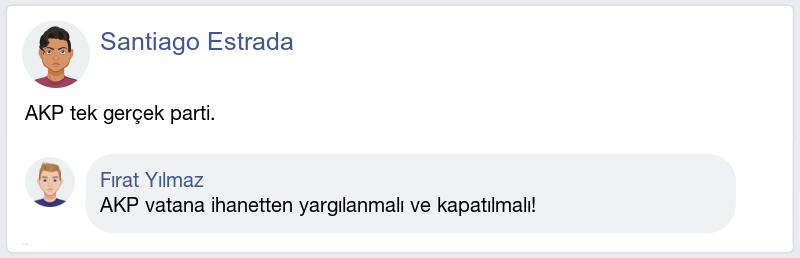 Santiago Estrada
AKP tek gerçek parti.
Fırat Yılmaz
AKP vatana ihanetten yargılanmalı ve kapatılmalı!